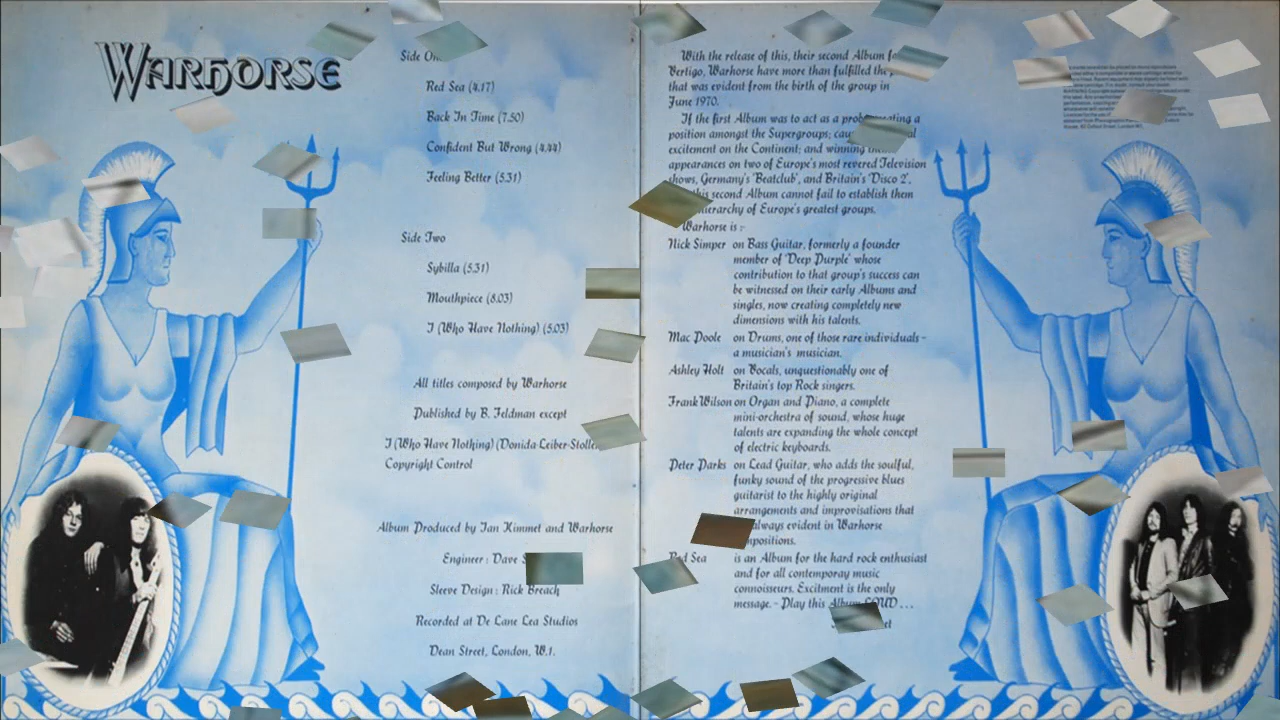 WARHORSE
Side
Red Sea (4.17)
Back In Time (7.50)
Confident But Wrong (4.44)
Feeling Better (5.31)
Side Two
Sybilla (5.31)
Mouthpiece (8.03)
I (Who Have Nothing) (5.03)
All titles composed by Warhorse
Published by B. Feldman except
I (Who Have Nothing) (Donida-Leiber-Stoller
Copyright Control
Album Produced by Ian Kimmet and Warhorse
Engineer : Dave
Sleeve Design : Rick Breach
Recorded at De Lane Lea Studios
Dean Street, London, W.1.
With the release of this, their second Album
Vertigo, Warhorse have more than fulfilled the
that was evident from the birth of the group in
June 1970.
If the first Album was to act as a
position amongst the Supergroups;
excitement on the Continent; and winning
appearances on two of Europe's most revered Television
shows, Germany's 'Beatclub', and Britain's 'Disco 2',
this second Album cannot fail to establish them
hierarchy of Europe's greatest groups.
Warhorse is :-
Nick Simper on Bass Guitar, formerly a founder
member of 'Deep Purple' whose
contribution to that group's success can
be witnessed on their early Albums and
singles, now creating completely new
dimensions with his talents.
Mac Poole on Drums, one of those rare individuals -
a musician's musician.
Ashley Holt on Vocals, unquestionably one of
Britain's top Rock singers.
Frank Wilson on Organ and Piano, a complete
mini-orchestra of sound, whose huge
talents are expanding the whole concept
of electric keyboards.
Peter Parks on Lead Guitar, who adds the soulful,
funky sound of the progressive blues
guitarist to the highly original
arrangements and improvisations that
always evident in Warhorse
compositions.
Red Sea is an Album for the hard rock enthusiast
and for all contemporay music
connoisseurs. Excitment is the only
message. - Play this Album LOUD . . .